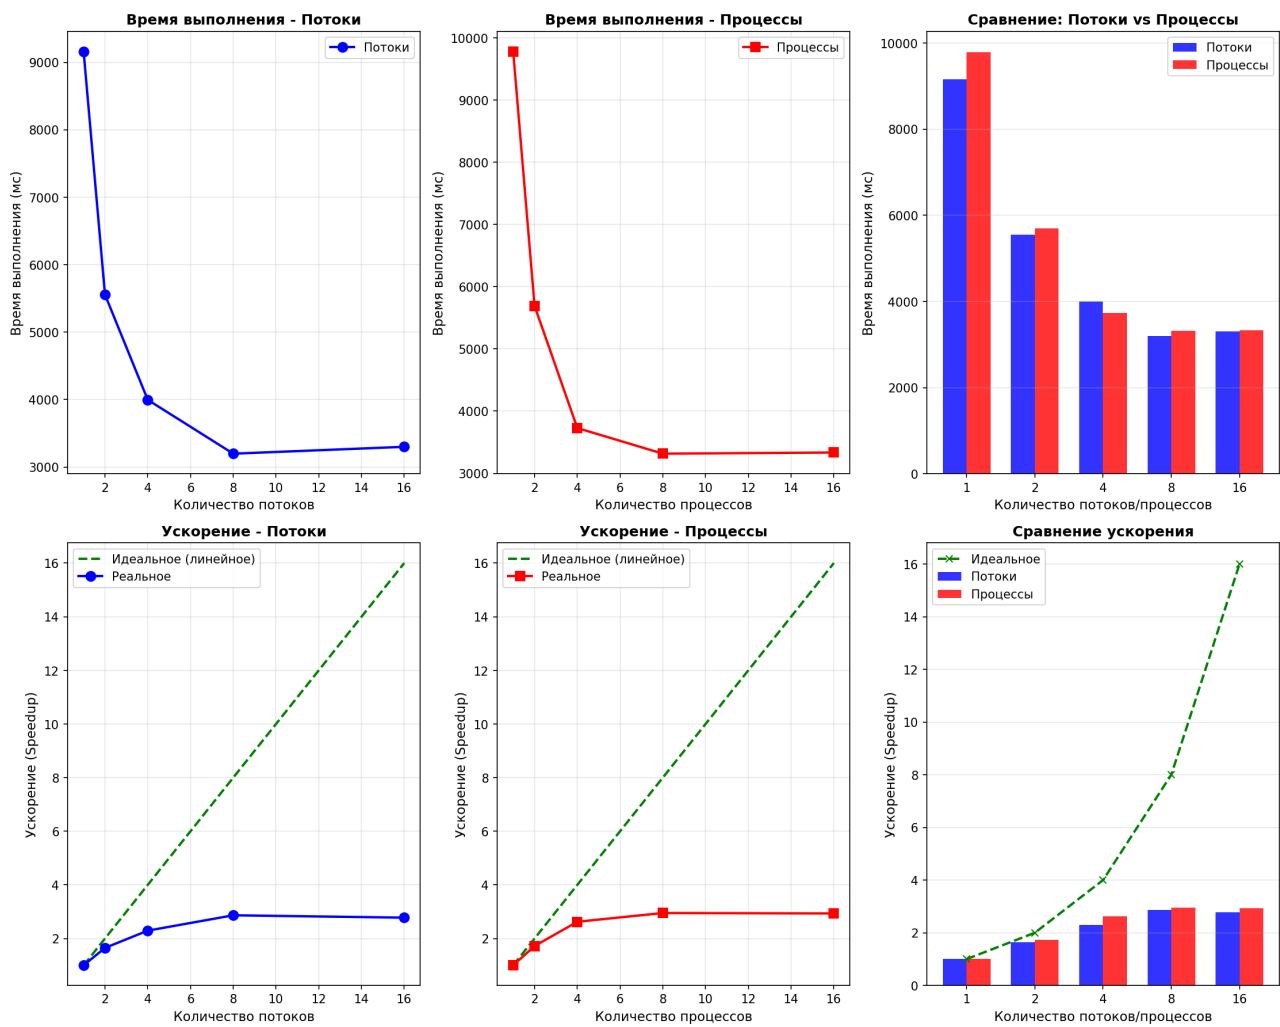 Время выполнения - Потоки
Время выполнения (мс)
9000
8000
7000
6000
5000
4000
3000
Потоки
2 4 6 8 10 12 14 16
Количество потоков
Время выполнения - Процессы
Время выполнения (мс)
10000
9000
8000
7000
6000
5000
4000
3000
Процессы
2 4 6 8 10 12 14 16
Количество процессов
Сравнение: Потоки vs Процессы
Время выполнения (мс)
10000
8000
6000
4000
2000
0
Потоки
Процессы
1 2 4 8 16
Количество потоков/процессов
Ускорение - Потоки
Ускорение (Speedup)
16
14
12
10
8
6
4
2
Идеальное (линейное)
Реальное
2 4 6 8 10 12 14 16
Количество потоков
Ускорение - Процессы
Ускорение (Speedup)
16
14
12
10
8
6
4
2
Идеальное (линейное)
Реальное
2 4 6 8 10 12 14 16
Количество процессов
Сравнение ускорения
Ускорение (Speedup)
16
14
12
10
8
6
4
2
0
Идеальное
Потоки
Процессы
1 2 4 8 16
Количество потоков/процессов